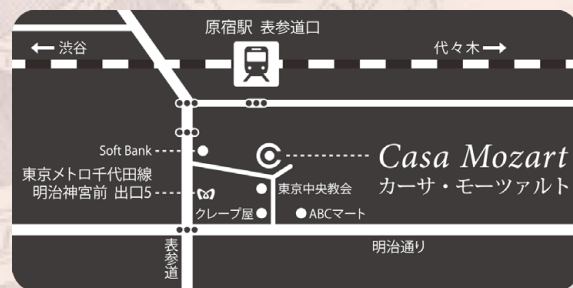 原宿駅 表参道口
← 渋谷
代々木 →
Soft Bank
Casa Mozart
カーサ・モーツァルト
東京メトロ千代田線
明治神宮前 出口5
東京中央教会
クレープ屋
ABCマート
表参道
明治通り